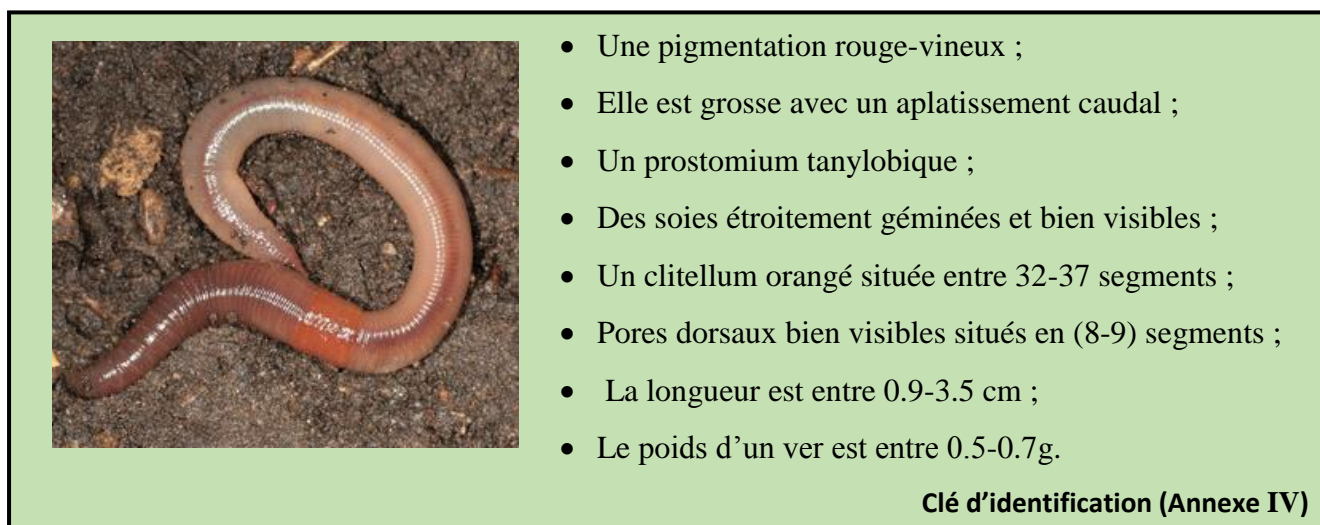 • Une pigmentation rouge-vineux ;
• Elle est grosse avec un aplatissement caudal ;
• Un prostomium tanylobique ;
• Des soies étroitement géminées et bien visibles ;
• Un clitellum orangé située entre 32-37 segments ;
• Pores dorsaux bien visibles situés en (8-9) segments ;
• La longueur est entre 0.9-3.5 cm ;
• Le poids d’un ver est entre 0.5-0.7g.
Clé d’identification (Annexe IV)